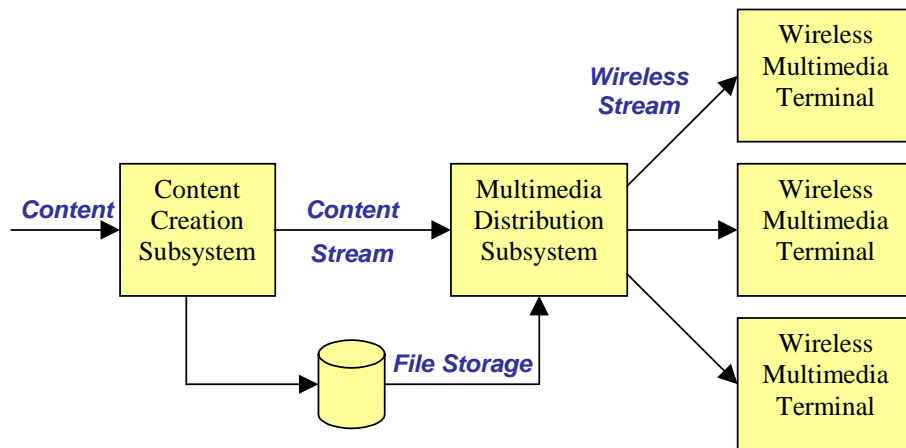 Content
Content
Creation
Subsystem
Content
Stream
File Storage
Multimedia
Distribution
Subsystem
Wireless
Stream
Wireless
Multimedia
Terminal
Wireless
Multimedia
Terminal
Wireless
Multimedia
Terminal